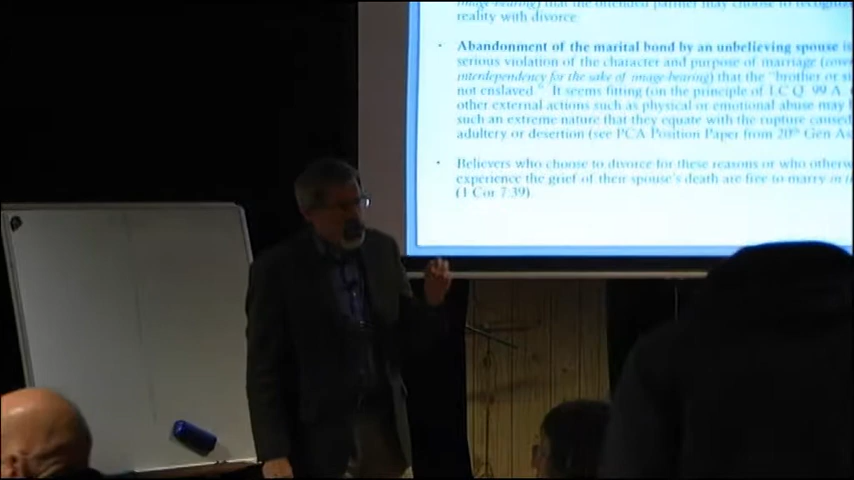 image-bearing) that the offended partner may choose to recogniz
reality with divorce.
• Abandonment of the marital bond by an unbelieving spouse is
serious violation of the character and purpose of marriage (cove
interdependency for the sake of image-bearing) that the "brother or si
not enslaved." It seems fitting (on the principle of LCQ. 99 A.
other external actions such as physical or emotional abuse may b
such an extreme nature that they equate with the rupture caused
adultery or desertion (see PCA Position Paper from 20th Gen As
• Believers who choose to divorce for these reasons or who otherw
experience the grief of their spouse's death are free to marry in t
(1 Cor 7:39).